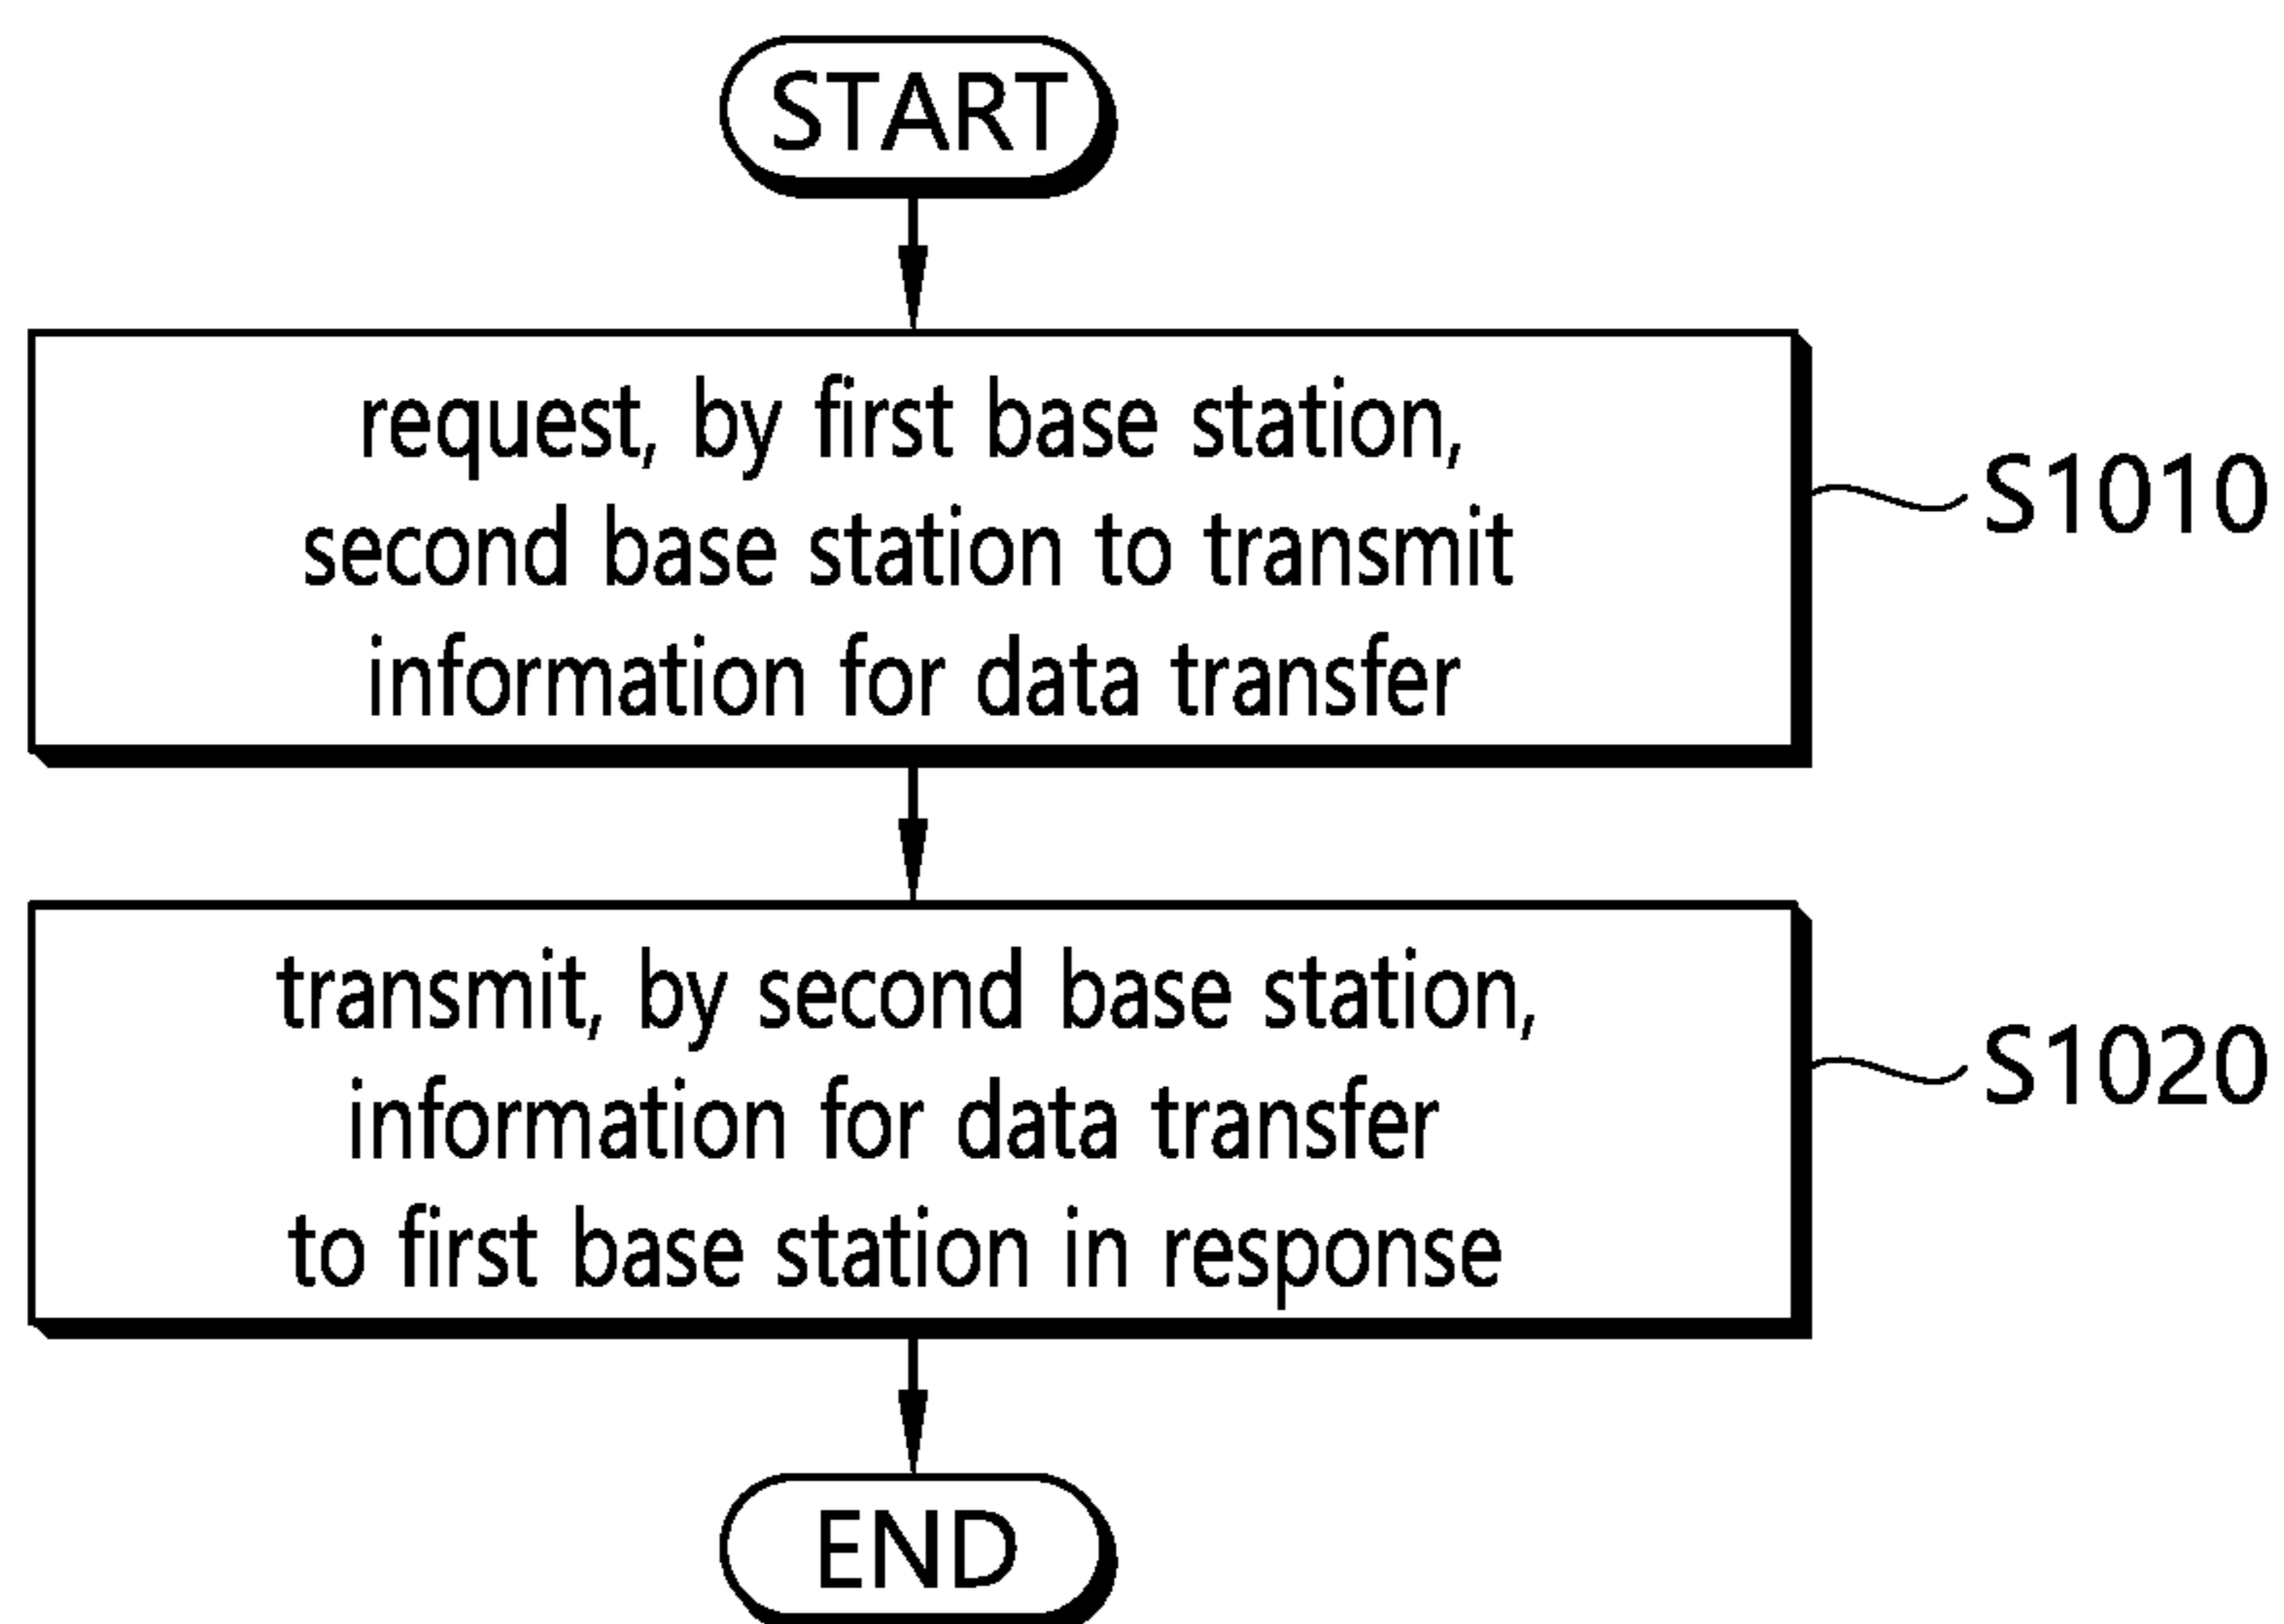 START
request, by first base station,
second base station to transmit
information for data transfer
S1010
transmit, by second base station,
information for data transfer
to first base station in response
S1020
END